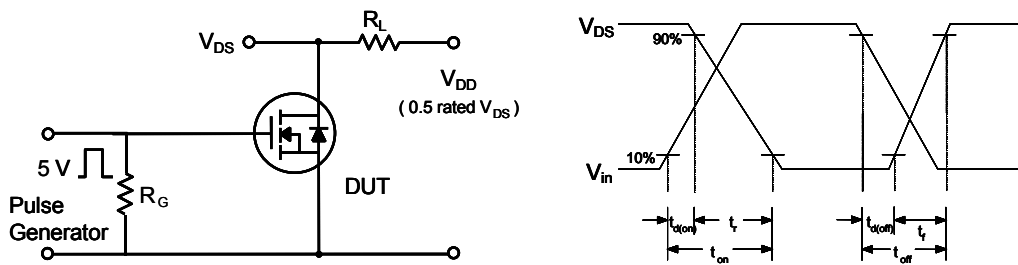 V_DS
R_L
V_DD
( 0.5 rated V_DS )
5 V
R_G
DUT
Pulse
Generator
V_DS
90%
10%
V_in
t_d(on)
t_r
t_on
t_d(off)
t_f
t_off